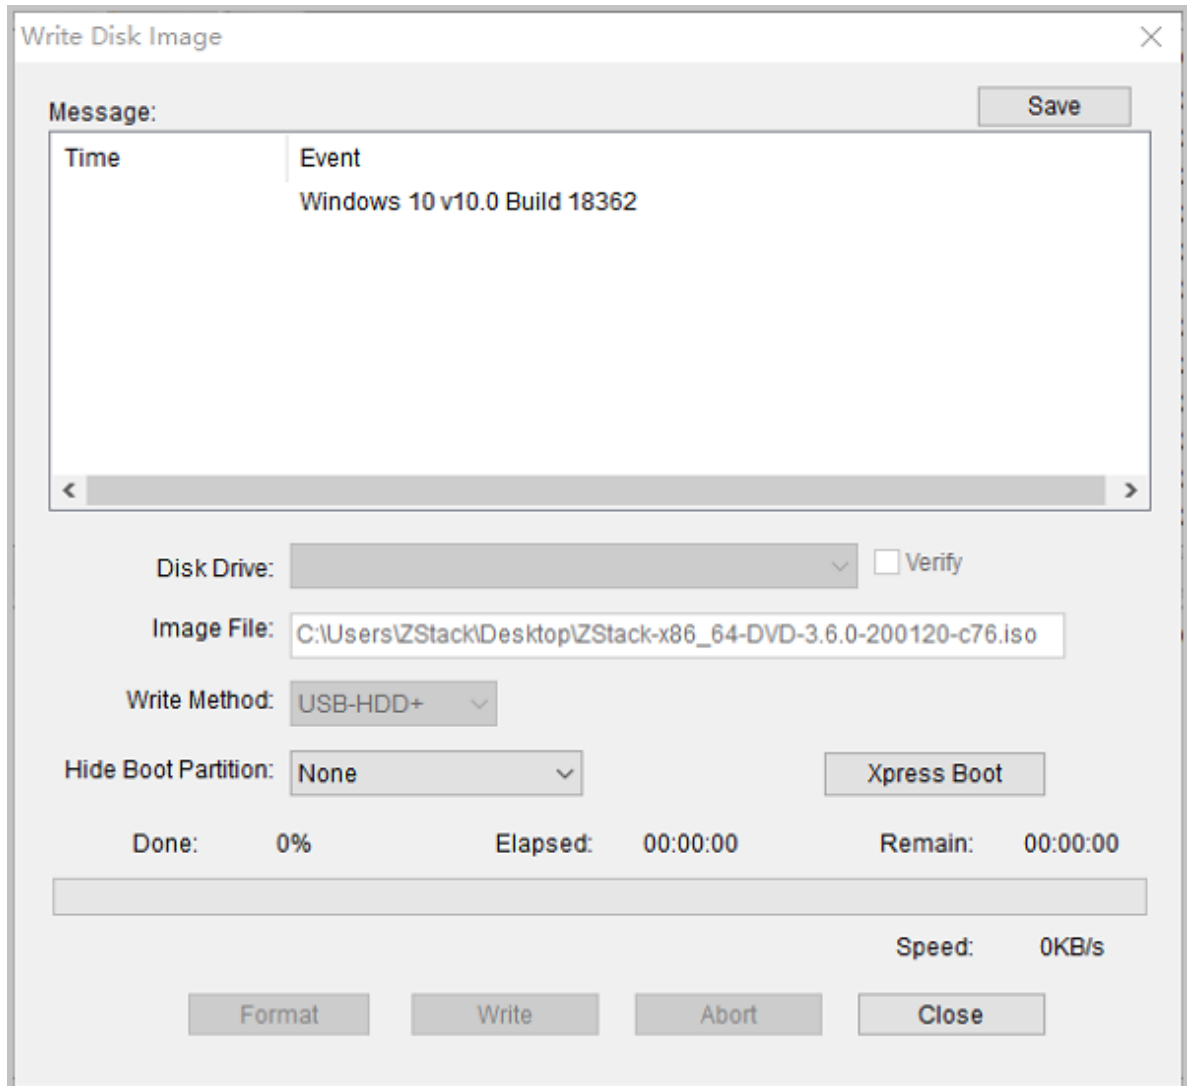 Write Disk Image
Message:
Save
Time Event
Windows 10 v10.0 Build 18362
Disk Drive: Verify
Image File: C:\Users\ZStack\Desktop\ZStack-x86_64-DVD-3.6.0-200120-c76.iso
Write Method: USB-HDD+
Hide Boot Partition: None Xpress Boot
Done: 0% Elapsed: 00:00:00 Remain: 00:00:00
Speed: 0KB/s
Format Write Abort Close